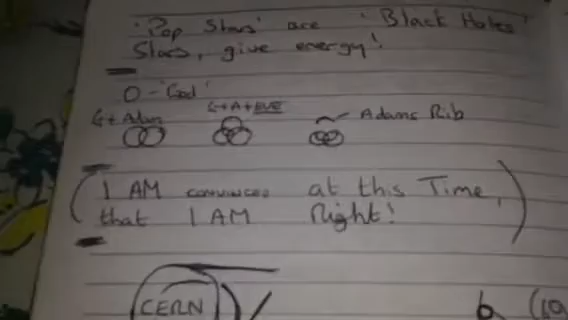 'Pop Stars' are 'Black Holes'
Stars, give energy!
O - 'God'
G+Adam G+A+EVE Adams Rib
( I AM CONVINCED at this Time,
that I AM Right! )
CERN b (19